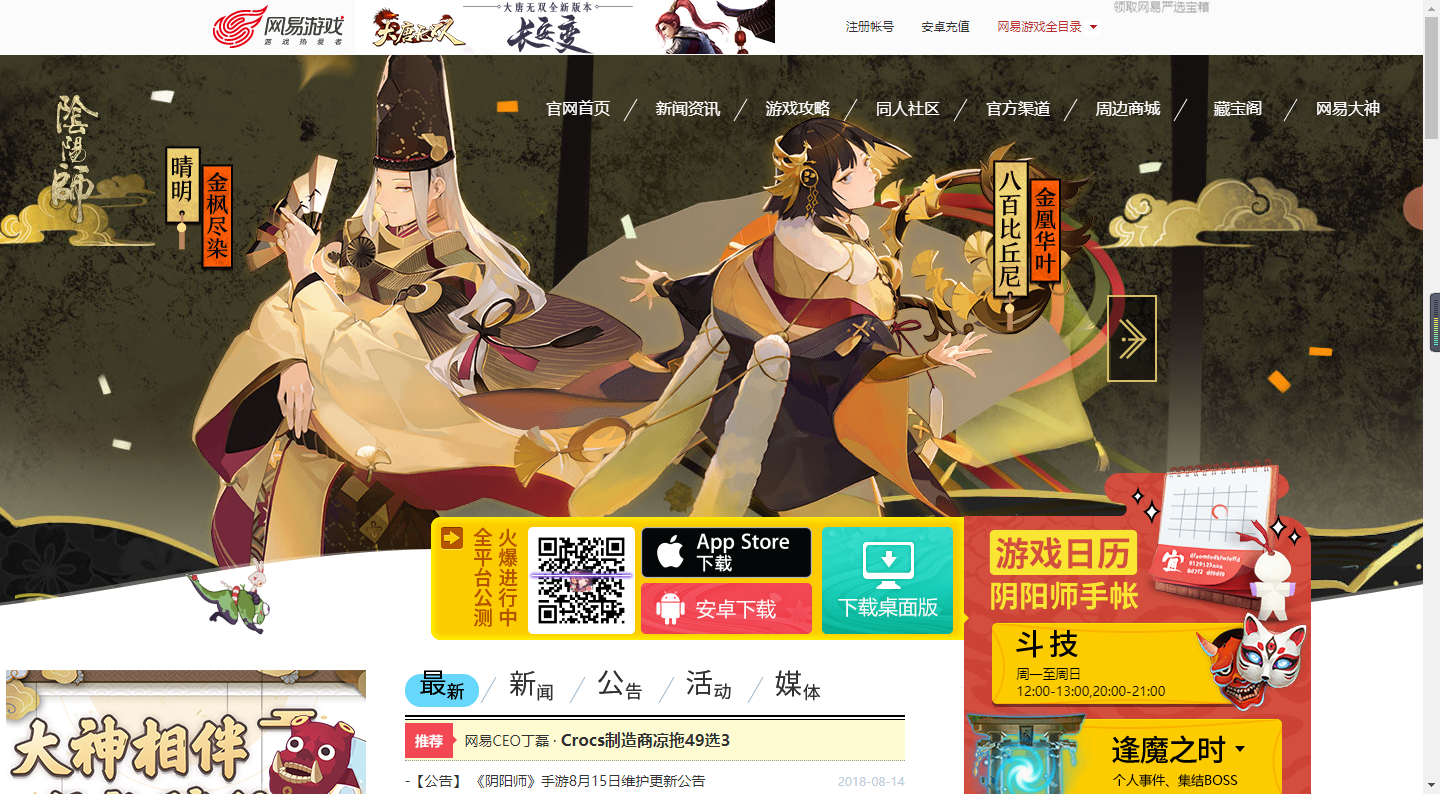 领取网易严选宝箱
网易游戏
游戏热爱者
大唐无双
大唐无双全新版本
长安变
注册帐号
安卓充值
网易游戏全目录
陰陽師
官网首页
新闻资讯
游戏攻略
同人社区
官方渠道
周边商城
藏宝阁
网易大神
晴明
金枫尽染
八百比丘尼
金凰华叶
火爆进行中
全平台公测
App Store
下载
安卓下载
下载桌面版
游戏日历
阴阳师手帐
宜
斗技
周一至周日
12:00-13:00,20:00-21:00
逢魔之时
个人事件、集结BOSS
大神相伴
最新
新闻
公告
活动
媒体
推荐
网易CEO丁磊 · Crocs制造商凉拖49选3
-【公告】 《阴阳师》手游8月15日维护更新公告
2018-08-14